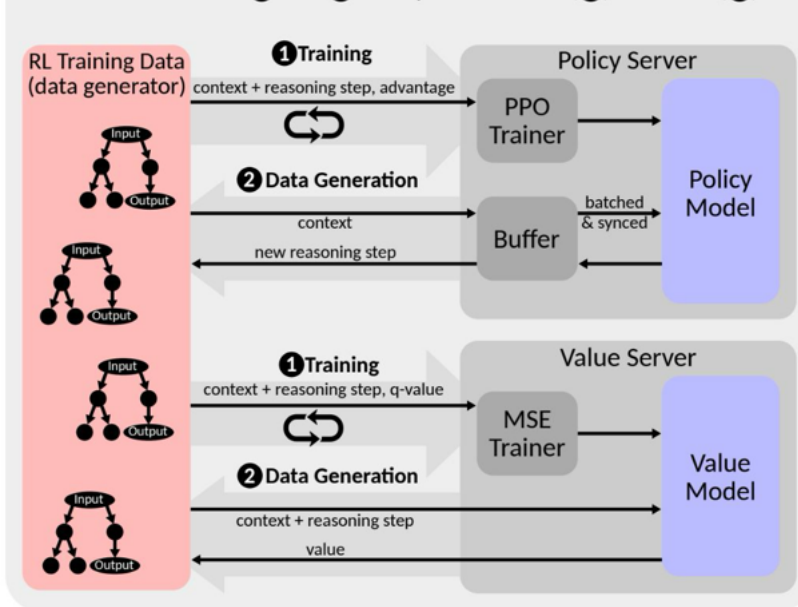 RL Training Data
(data generator)
Input
Output
Input
Output
Input
Output
Input
Output
1 Training
context + reasoning step, advantage
2 Data Generation
context
new reasoning step
Policy Server
PPO
Trainer
Buffer
batched
& synced
Policy
Model
1 Training
context + reasoning step, q-value
2 Data Generation
context + reasoning step
value
Value Server
MSE
Trainer
Value
Model